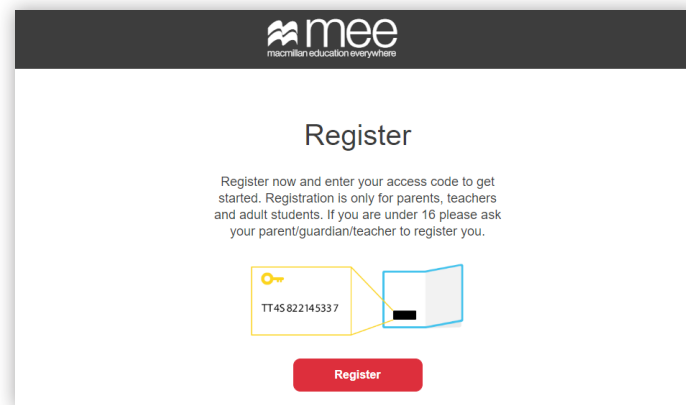 mee
macmillan education everywhere
Register
Register now and enter your access code to get
started. Registration is only for parents, teachers
and adult students. If you are under 16 please ask
your parent/guardian/teacher to register you.
TT4S822145337
Register